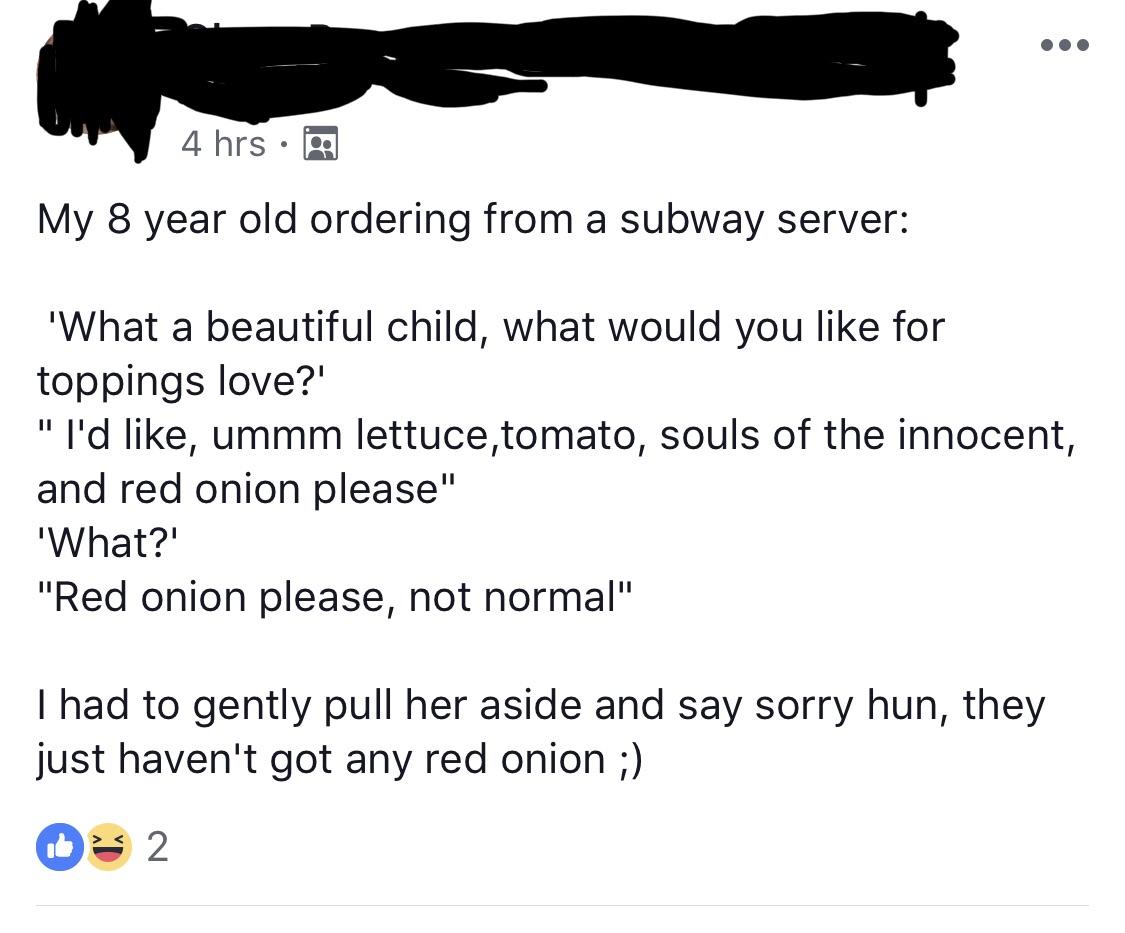 4 hrs ·
My 8 year old ordering from a subway server:
'What a beautiful child, what would you like for
toppings love?'
" I'd like, ummm lettuce,tomato, souls of the innocent,
and red onion please"
'What?'
"Red onion please, not normal"
I had to gently pull her aside and say sorry hun, they
just haven't got any red onion ;)
2